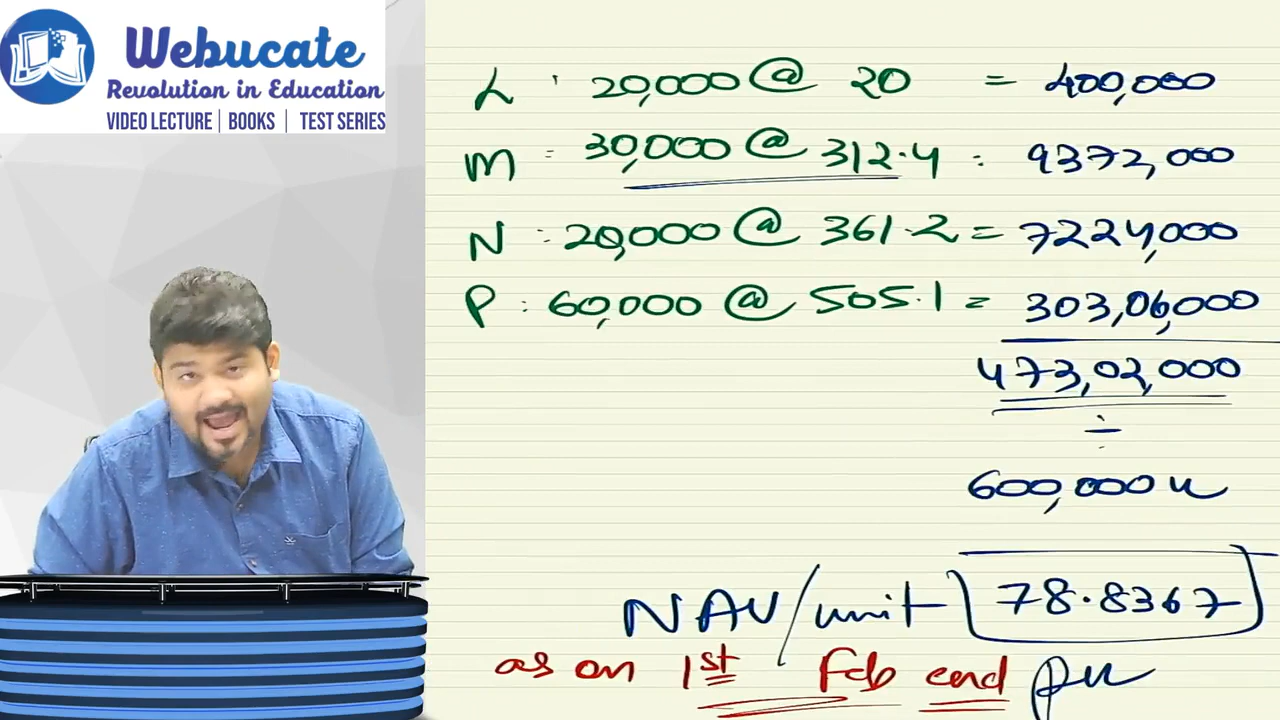 Webucate
Revolution in Education
VIDEO LECTURE | BOOKS | TEST SERIES
L : 20,000 @ 20 = 400,000
M = 30,000 @ 312.4 = 9372,000
N : 20,000 @ 361.2 = 7224,000
P : 60,000 @ 505.1 = 303,06,000
473,02,000
÷
600,000 u
NAV/unit 78.8367
as on 1st Feb end pu